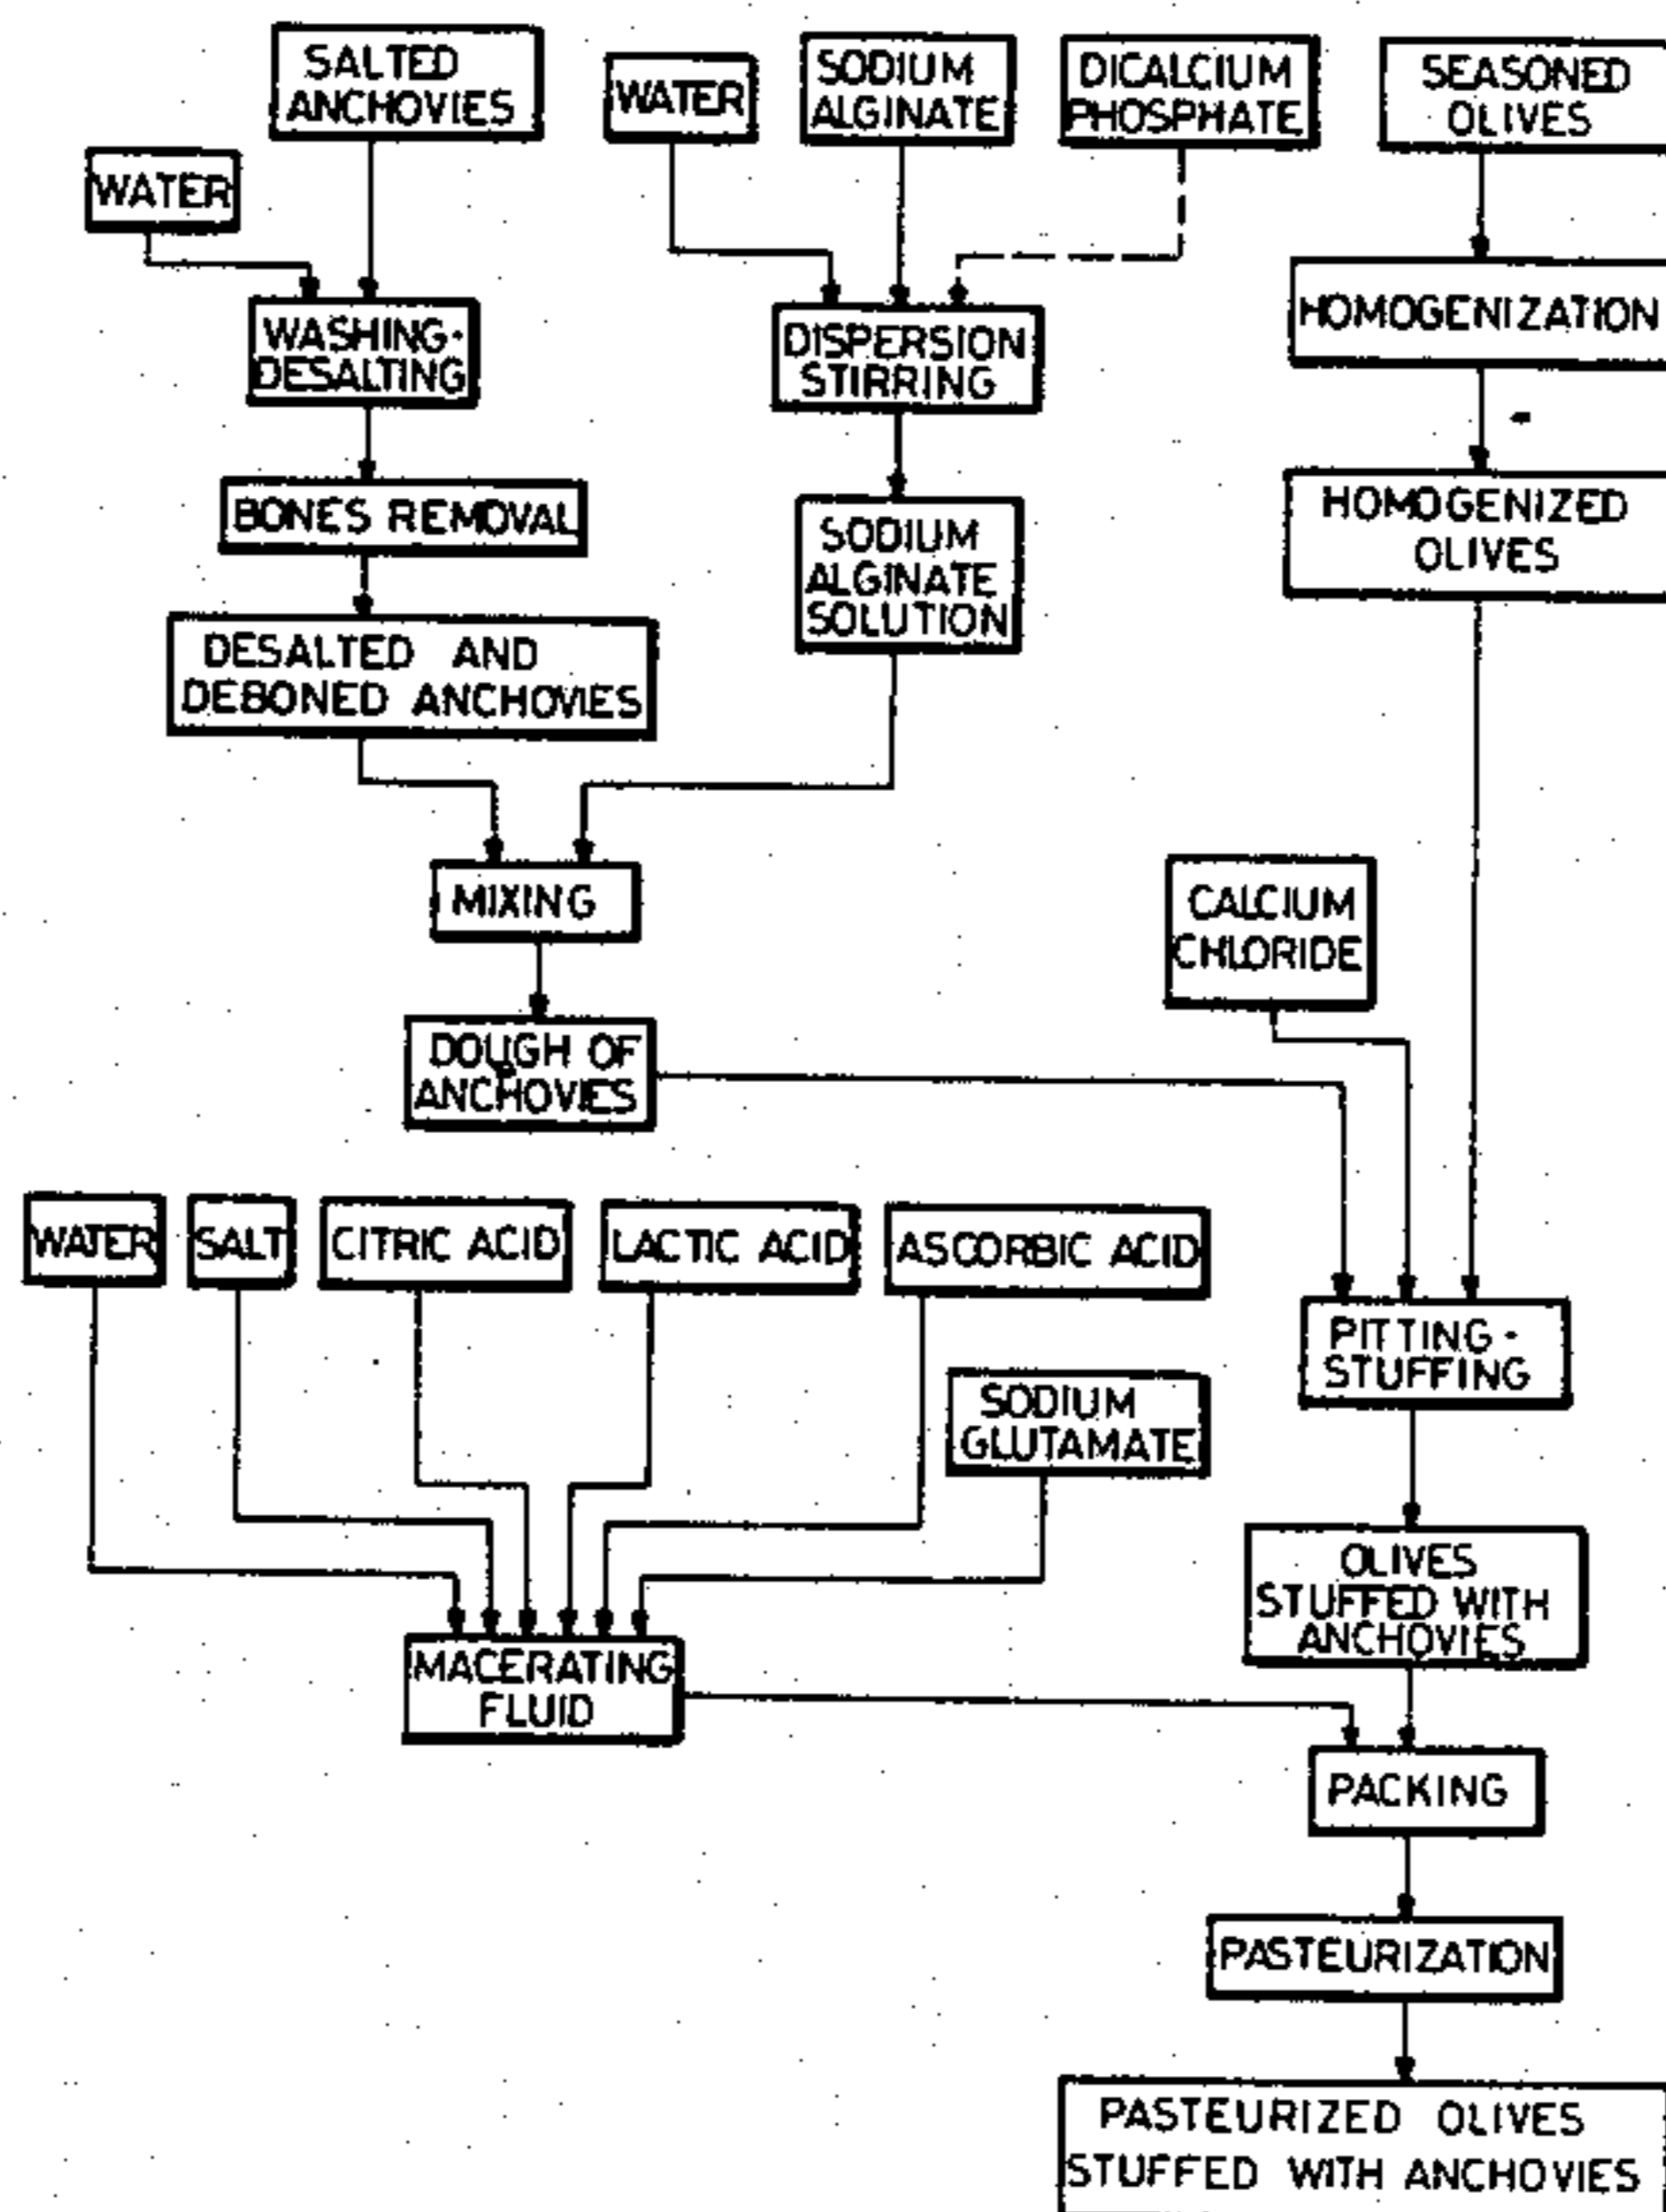 SALTED
ANCHOVIES
WATER
SODIUM
ALGINATE
DICALCIUM
PHOSPHATE
SEASONED
OLIVES
WATER
WASHING-
DESALTING
DISPERSION
STIRRING
HOMOGENIZATION
BONES REMOVAL
SODIUM
ALGINATE
SOLUTION
HOMOGENIZED
OLIVES
DESALTED AND
DEBONED ANCHOVIES
MIXING
CALCIUM
CHLORIDE
DOUGH OF
ANCHOVIES
WATER
SALT
CITRIC ACID
LACTIC ACID
ASCORBIC ACID
PITTING-
STUFFING
SODIUM
GLUTAMATE
OLIVES
STUFFED WITH
ANCHOVIES
MACERATING
FLUID
PACKING
PASTEURIZATION
PASTEURIZED OLIVES
STUFFED WITH ANCHOVIES